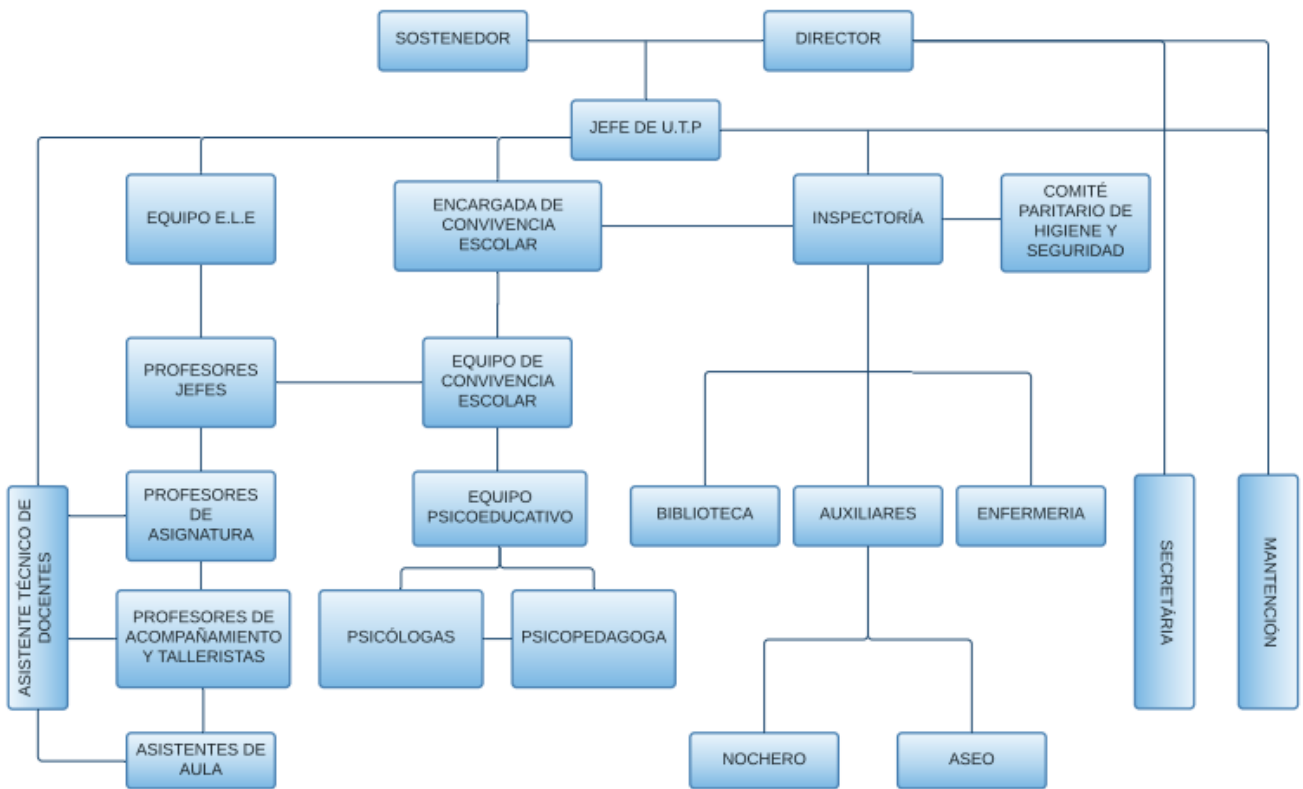 SOSTENEDOR
DIRECTOR
JEFE DE U.T.P
EQUIPO E.L.E
ENCARGADA DE
CONVIVENCIA
ESCOLAR
INSPECTORÍA
COMITÉ
PARITARIO DE
HIGIENE Y
SEGURIDAD
PROFESORES
JEFES
EQUIPO DE
CONVIVENCIA
ESCOLAR
ASISTENTE TÉCNICO DE
DOCENTES
PROFESORES
DE
ASIGNATURA
EQUIPO
PSICOEDUCATIVO
BIBLIOTECA
AUXILIARES
ENFERMERIA
SECRETÁRIA
MANTENCIÓN
PROFESORES DE
ACOMPAÑAMIENTO
Y TALLERISTAS
PSICÓLOGAS
PSICOPEDAGOGA
ASISTENTES DE
AULA
NOCHERO
ASEO